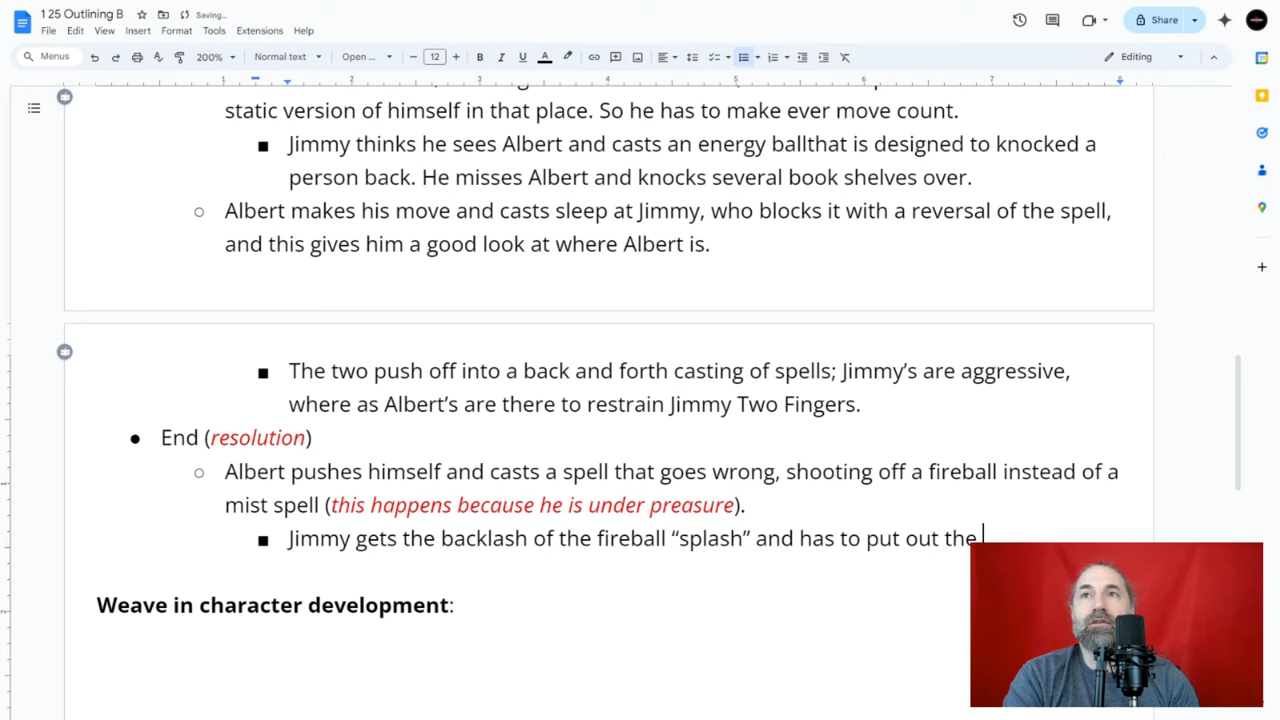 1 25 Outlining B
Saving...
File Edit View Insert Format Tools Extensions Help
Share
Menus
200%
Normal text
Open ...
12
B I U A
Editing
1 2 3 4 5 6 7
static version of himself in that place. So he has to make ever move count.
■ Jimmy thinks he sees Albert and casts an energy ballthat is designed to knocked a
person back. He misses Albert and knocks several book shelves over.
○ Albert makes his move and casts sleep at Jimmy, who blocks it with a reversal of the spell,
and this gives him a good look at where Albert is.
■ The two push off into a back and forth casting of spells; Jimmy’s are aggressive,
where as Albert’s are there to restrain Jimmy Two Fingers.
● End (resolution)
○ Albert pushes himself and casts a spell that goes wrong, shooting off a fireball instead of a
mist spell (this happens because he is under preasure).
■ Jimmy gets the backlash of the fireball “splash” and has to put out the
Weave in character development: